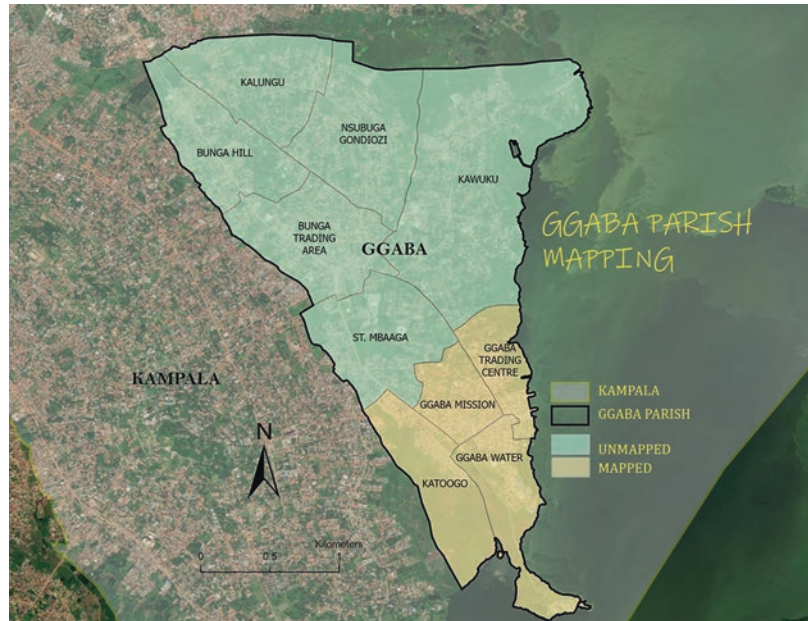 KALUNGU
NSUBUGA
GONDIOZI
BUNGA HILL
KAWUKU
BUNGA
TRADING
AREA
GGABA
GGABA PARISH
MAPPING
ST. MBAAGA
GGABA
TRADING
CENTRE
KAMPALA
GGABA MISSION
GGABA WATER
KATOOGO
N
0 0.5 1
Kilometers
KAMPALA
GGABA PARISH
UNMAPPED
MAPPED